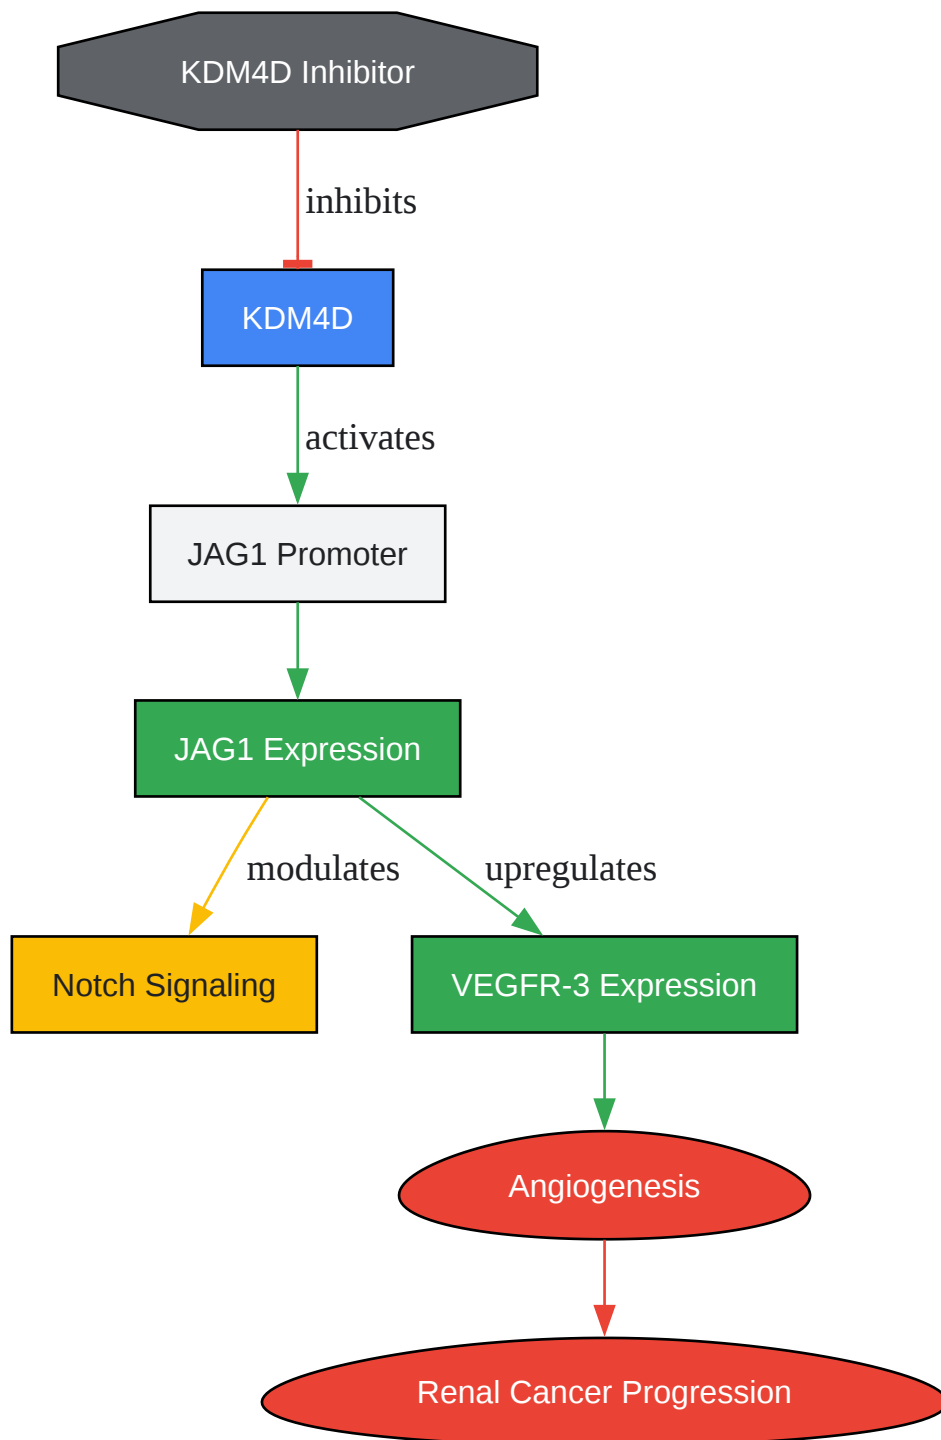 KDM4D Inhibitor
inhibits
KDM4D
activates
JAG1 Promoter
JAG1 Expression
modulates
upregulates
Notch Signaling
VEGFR-3 Expression
Angiogenesis
Renal Cancer Progression